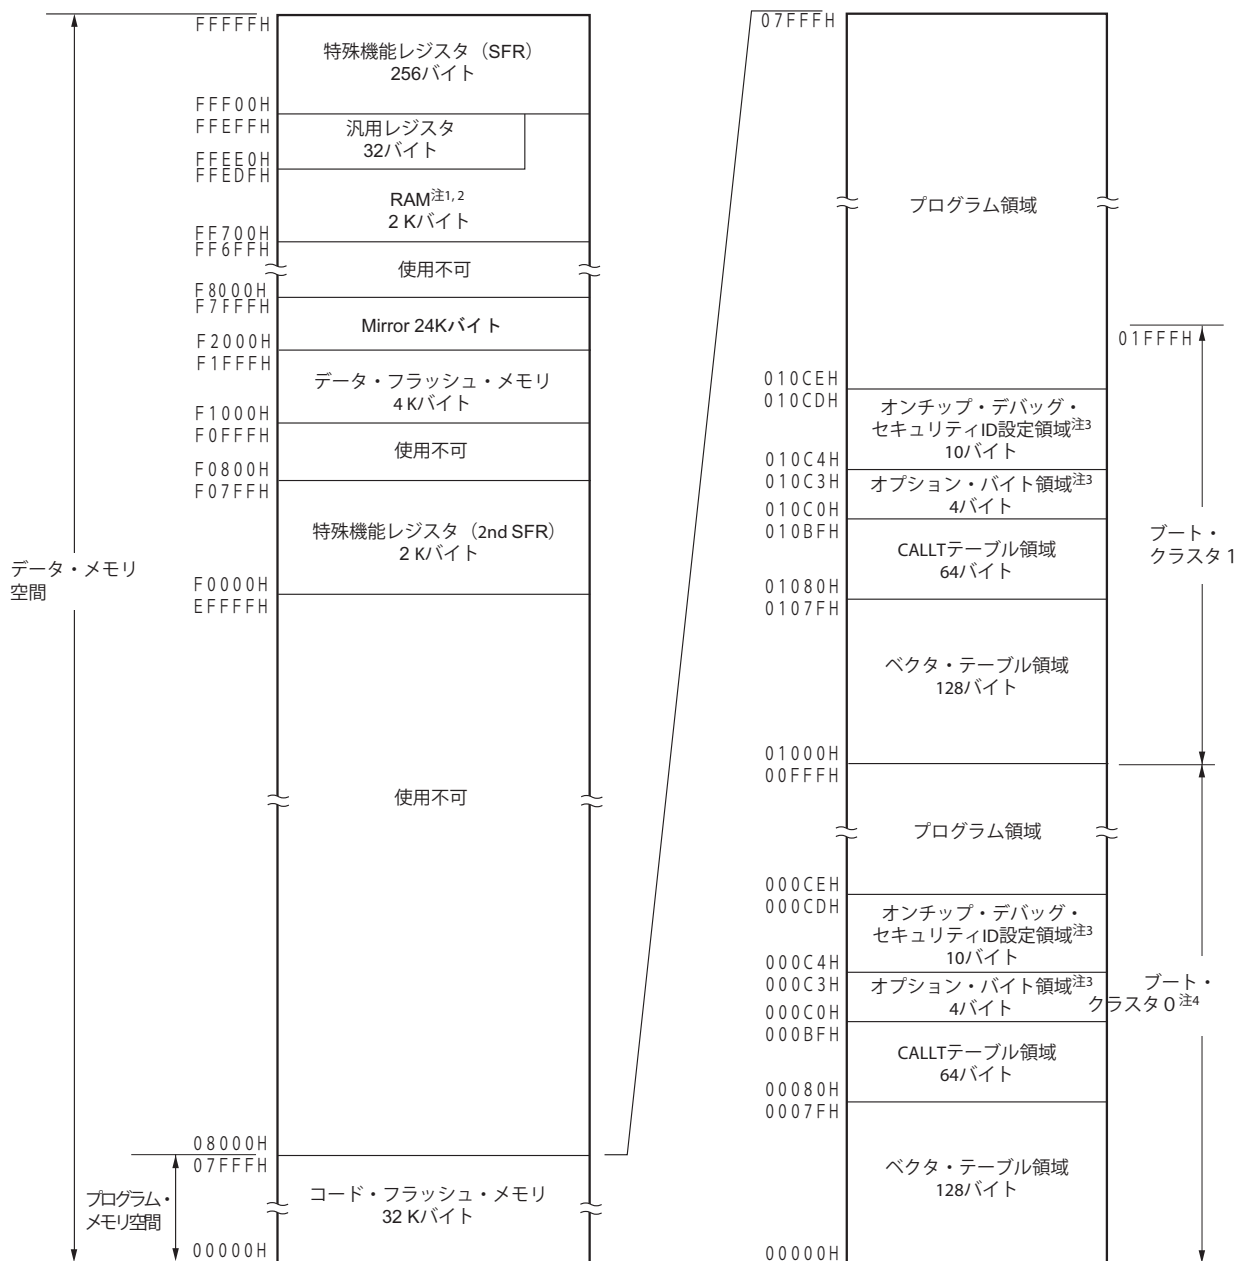 FFFFFH
特殊機能レジスタ（SFR）
256バイト
FFF00H
FFEFFH
汎用レジスタ
32バイト
FFEE0H
FFEDFH
RAM注1, 2
2 Kバイト
FF700H
FF6FFH
使用不可
F8000H
F7FFFH
Mirror 24Kバイト
F2000H
F1FFFH
データ・フラッシュ・メモリ
4 Kバイト
F1000H
F0FFFH
使用不可
F0800H
F07FFH
特殊機能レジスタ（2nd SFR）
2 Kバイト
F0000H
EFFFFH
データ・メモリ
空間
使用不可
08000H
07FFFH
プログラム・
メモリ空間
コード・フラッシュ・メモリ
32 Kバイト
00000H
07FFFH
プログラム領域
01FFFH
010CEH
010CDH
オンチップ・デバッグ・
セキュリティID設定領域注3
10バイト
010C4H
010C3H
オプション・バイト領域注3
4バイト
010C0H
010BFH
CALLTテーブル領域
64バイト
01080H
0107FH
ブート・
クラスタ1
ベクタ・テーブル領域
128バイト
01000H
00FFFH
プログラム領域
000CEH
000CDH
オンチップ・デバッグ・
セキュリティID設定領域注3
10バイト
000C4H
000C3H
オプション・バイト領域注3
4バイト
000C0H
000BFH
ブート・
クラスタ０注4
CALLTテーブル領域
64バイト
00080H
0007FH
ベクタ・テーブル領域
128バイト
00000H